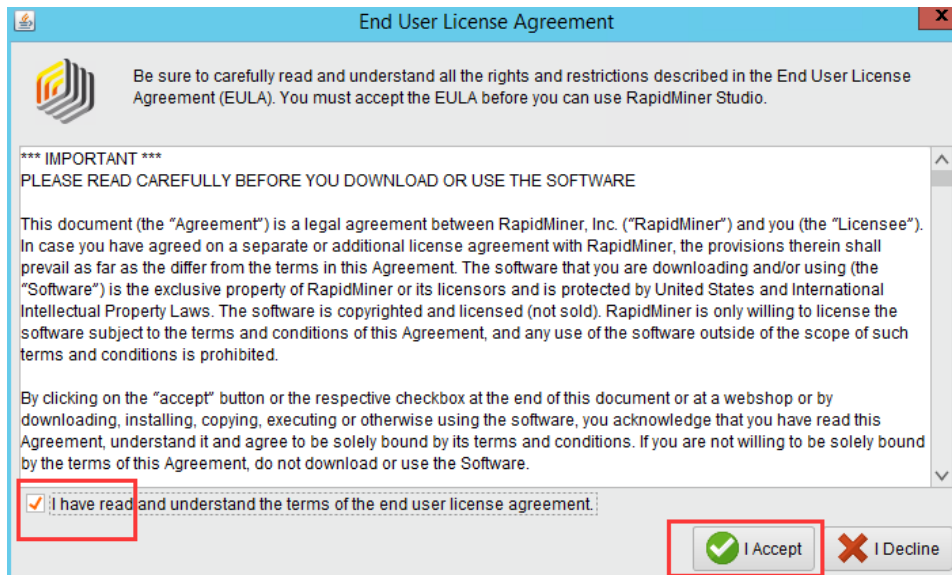 End User License Agreement
Be sure to carefully read and understand all the rights and restrictions described in the End User License
Agreement (EULA). You must accept the EULA before you can use RapidMiner Studio.
*** IMPORTANT ***
PLEASE READ CAREFULLY BEFORE YOU DOWNLOAD OR USE THE SOFTWARE
This document (the “Agreement”) is a legal agreement between RapidMiner, Inc. (“RapidMiner”) and you (the “Licensee”).
In case you have agreed on a separate or additional license agreement with RapidMiner, the provisions therein shall
prevail as far as the differ from the terms in this Agreement. The software that you are downloading and/or using (the
“Software”) is the exclusive property of RapidMiner or its licensors and is protected by United States and International
Intellectual Property Laws. The software is copyrighted and licensed (not sold). RapidMiner is only willing to license the
software subject to the terms and conditions of this Agreement, and any use of the software outside of the scope of such
terms and conditions is prohibited.
By clicking on the “accept” button or the respective checkbox at the end of this document or at a webshop or by
downloading, installing, copying, executing or otherwise using the software, you acknowledge that you have read this
Agreement, understand it and agree to be solely bound by its terms and conditions. If you are not willing to be solely bound
by the terms of this Agreement, do not download or use the Software.
I have read and understand the terms of the end user license agreement.
I Accept
I Decline